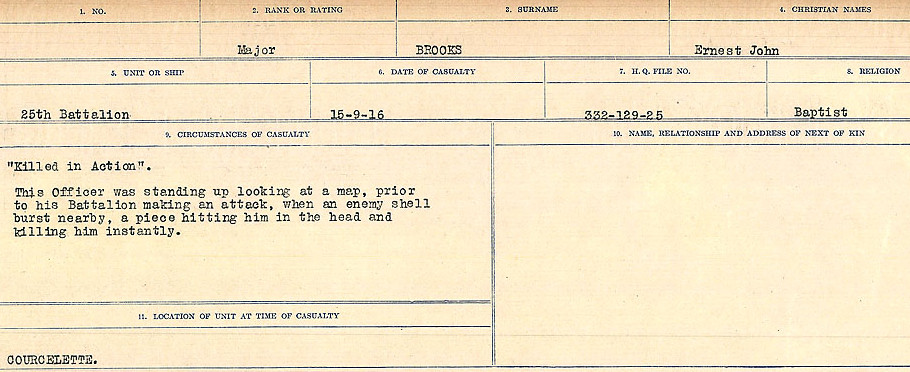 1. NO.
2. RANK OR RATING
3. SURNAME
4. CHRISTIAN NAMES
Major
BROOKS
Ernest John
5. UNIT OR SHIP
6. DATE OF CASUALTY
7. H. Q. FILE NO.
8. RELIGION
25th Battalion
15-9-16
332-129-25
Baptist
9. CIRCUMSTANCES OF CASUALTY
10. NAME, RELATIONSHIP AND ADDRESS OF NEXT OF KIN
"Killed in Action".
This Officer was standing up looking at a map, prior
to his Battalion making an attack, when an enemy shell
burst nearby, a piece hitting him in the head and
killing him instantly.
11. LOCATION OF UNIT AT TIME OF CASUALTY
COURCELETTE.